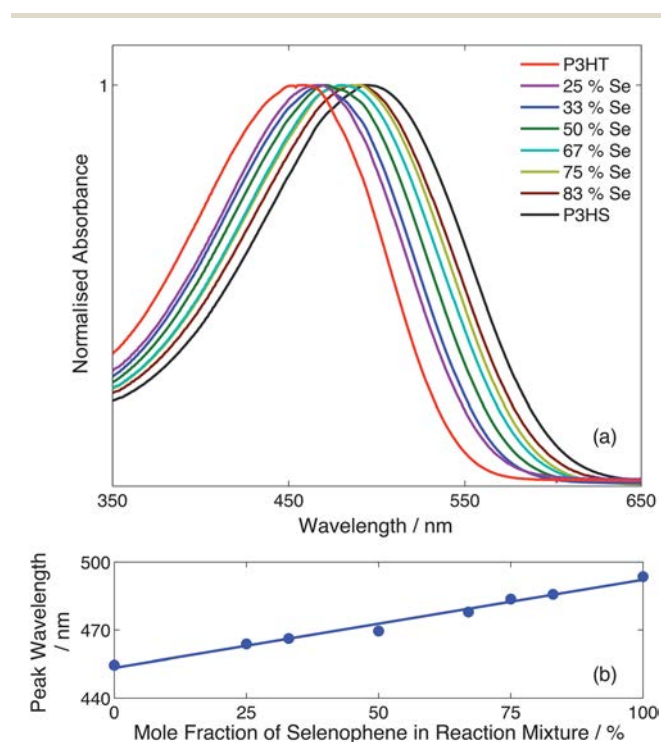 1
Normalised Absorbance
P3HT
25 % Se
33 % Se
50 % Se
67 % Se
75 % Se
83 % Se
P3HS
(a)
350
450
550
650
Wavelength / nm
500
470
440
Peak Wavelength
/ nm
(b)
0
25
50
75
100
Mole Fraction of Selenophene in Reaction Mixture / %